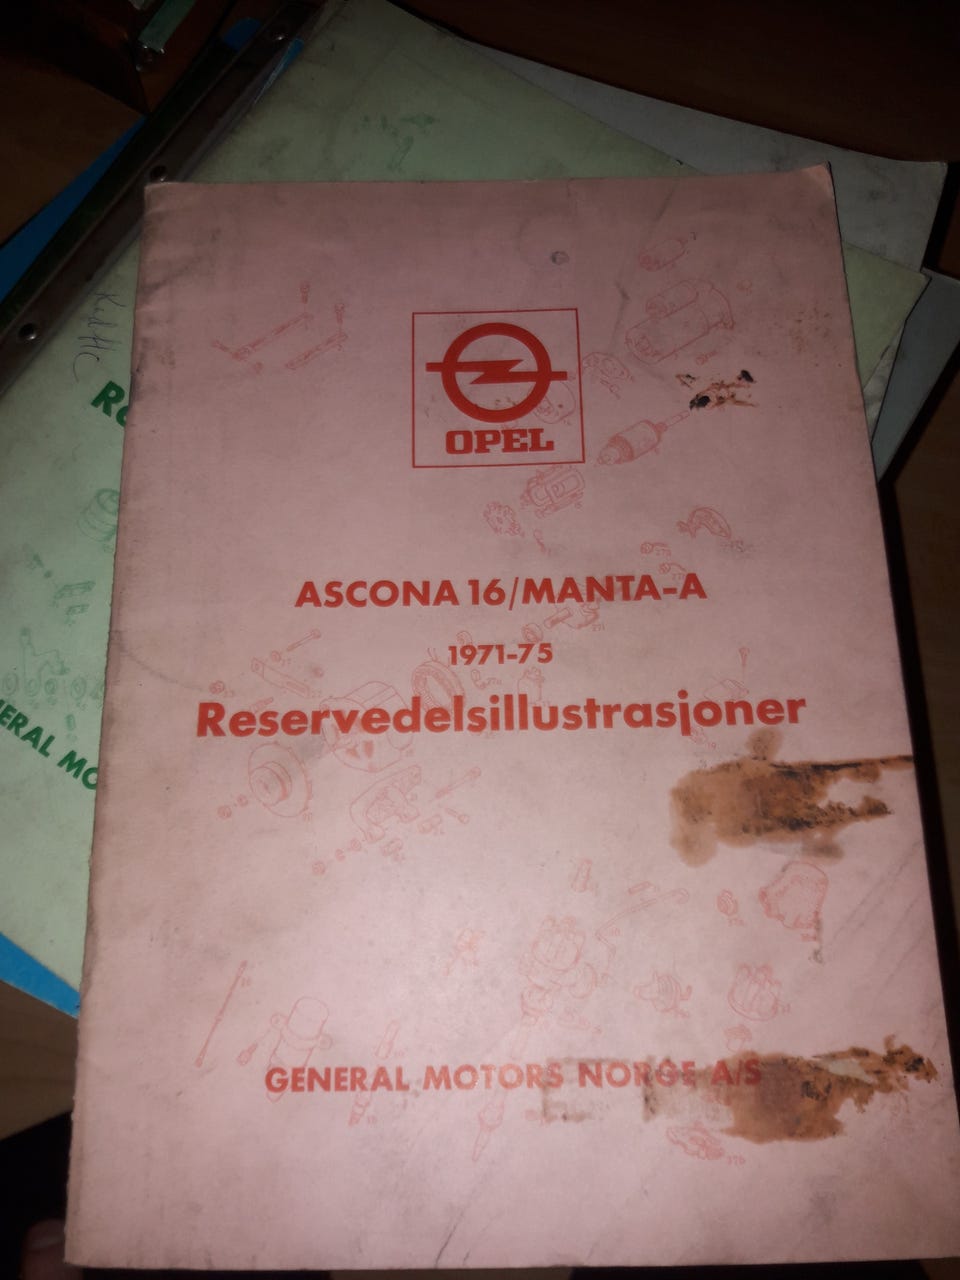 OPEL
ASCONA 16/MANTA-A
1971-75
Reservedelsillustrasjoner
GENERAL MOTORS NORGE A/S